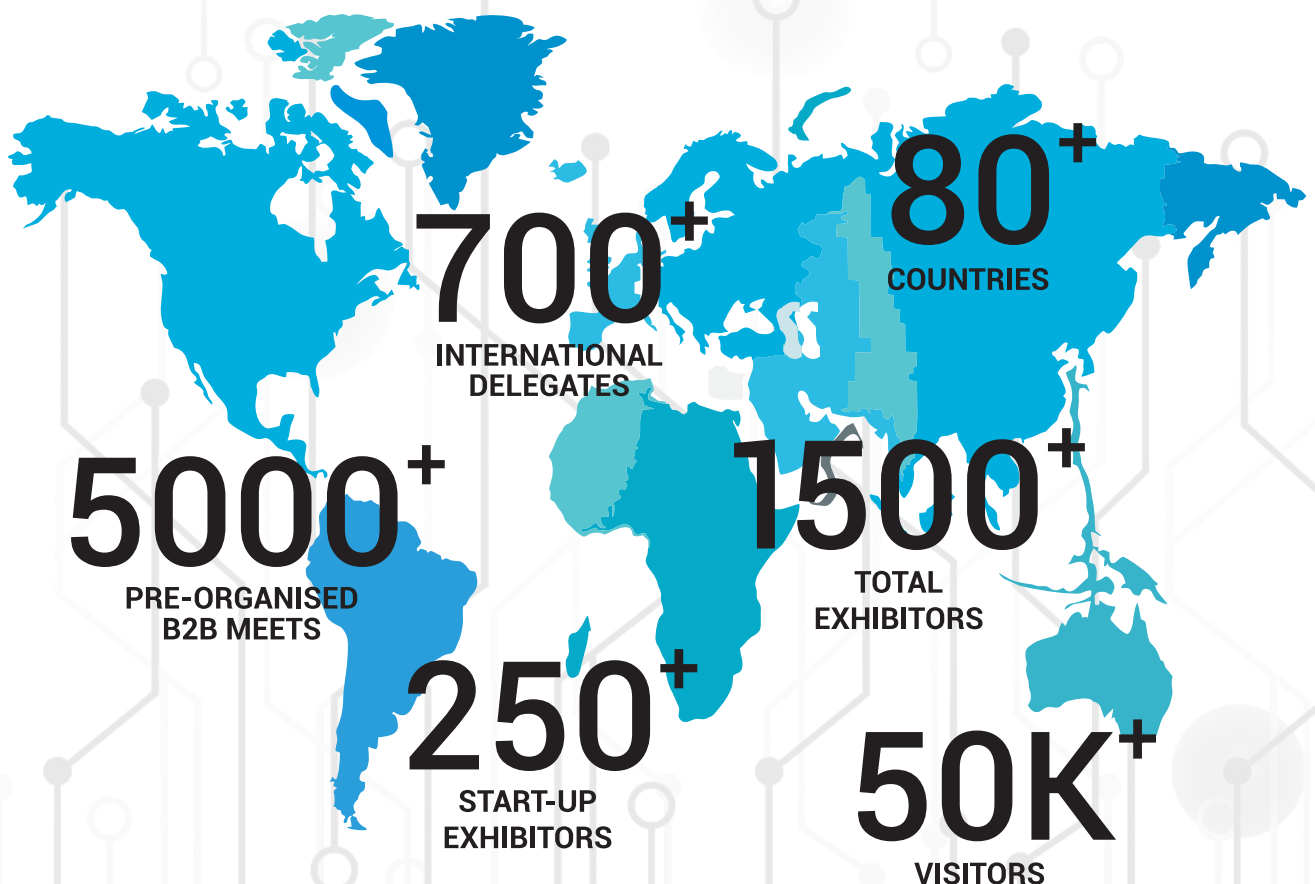 80+
COUNTRIES
700+
INTERNATIONAL
DELEGATES
5000+
PRE-ORGANISED
B2B MEETS
1500+
TOTAL
EXHIBITORS
250+
START-UP
EXHIBITORS
50K+
VISITORS